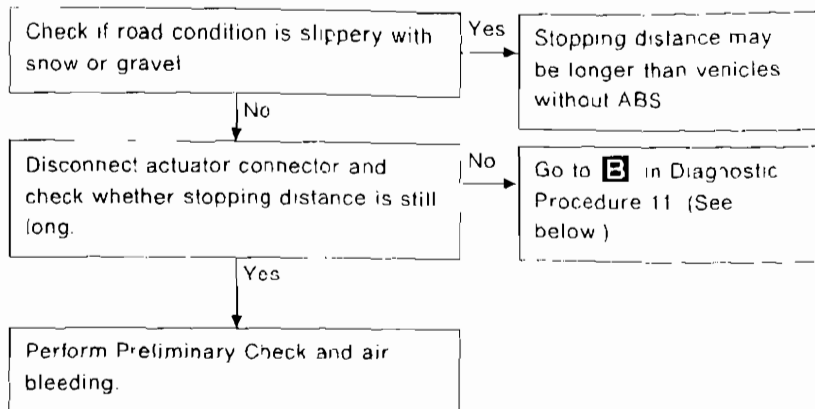 Check if road condition is slippery with
snow or gravel
Yes
Stopping distance may
be longer than venicles
without ABS
No
Disconnect actuator connector and
check whether stopping distance is still
long.
No
Go to B in Diagnostic
Procedure 11 (See
below)
Yes
Perform Preliminary Check and air
bleeding.